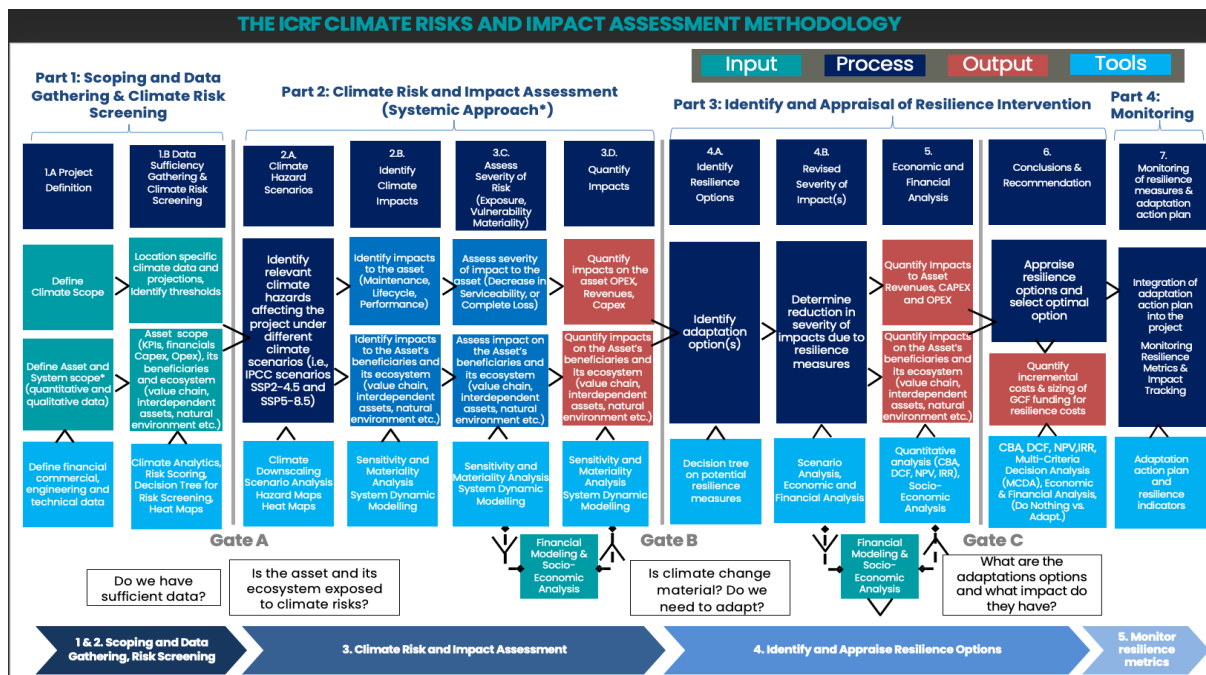 THE ICRF CLIMATE RISKS AND IMPACT ASSESSMENT METHODOLOGY
Input
Process
Output
Tools
Part 1: Scoping and Data
Gathering & Climate Risk
Screening
Part 2: Climate Risk and Impact Assessment
(Systemic Approach*)
Part 3: Identify and Appraisal of Resilience Intervention
Part 4:
Monitoring
1.A Project
Definition
1.B Data
Sufficiency
Gathering &
Climate Risk
Screening
2.A.
Climate
Hazard
Scenarios
2.B.
Identify
Climate
Impacts
3.C.
Assess
Severity of
Risk
(Exposure,
Vulnerability
Materiality)
3.D.
Quantify
Impacts
4.A.
Identify
Resilience
Options
4.B.
Revised
Severity of
Impact(s)
5.
Economic and
Financial
Analysis
6.
Conclusions &
Recommendation
7.
Monitoring
of resilience
measures &
adaptation
action plan
Define
Climate Scope
Location specific
climate data and
projections,
Identify thresholds
Identify
relevant
climate
hazards
affecting the
project under
different
climate
scenarios (i.e.,
IPCC scenarios
SSP2-4.5 and
SSP5-8.5)
Identify impacts
to the asset
(Maintenance,
Lifecycle,
Performance)
Assess severity
of impact to the
asset (Decrease in
Serviceability, or
Complete Loss)
Quantify
impacts on the
asset OPEX,
Revenues,
Capex
Identify
adaptation
option(s)
Determine
reduction in
severity of
impacts due to
resilience
measures
Quantify Impacts
to Asset
Revenues, CAPEX
and OPEX
Appraise
resilience
options and
select optimal
option
Integration of
adaptation
action plan
into the
project
Monitoring
Resilience
Metrics &
Impact
Tracking
Define Asset and
System scope*
(quantitative and
qualitative data)
Asset scope
(KPIs, financials
Capex, Opex), its
beneficiaries
and ecosystem
(value chain,
interdependent
assets, natural
environment etc.)
Identify impacts
to the Asset's
beneficiaries and
its ecosystem
(value chain,
interdependent
assets, natural
environment etc.)
Assess impact on
the Asset's
beneficiaries and
its ecosystem
(value chain,
interdependent
assets, natural
environment etc.)
Quantify impacts
on the Asset's
beneficiaries and
its ecosystem
(value chain,
interdependent
assets, natural
environment etc.)
Quantify impacts
on the Asset's
beneficiaries and
its ecosystem
(value chain,
interdependent
assets, natural
environment etc.)
Quantify
incremental
costs & sizing of
GCF funding for
resilience costs
Define financial
commercial,
engineering and
technical data
Climate Analytics,
Risk Scoring,
Decision Tree for
Risk Screening,
Heat Maps
Climate
Downscaling
Scenario Analysis
Hazard Maps
Heat Maps
Sensitivity and
Materiality
Analysis
System Dynamic
Modelling
Sensitivity and
Materiality Analysis
System Dynamic
Modelling
Sensitivity and
Materiality
Analysis
System Dynamic
Modelling
Decision tree
on potential
resilience
measures
Scenario
Analysis,
Economic and
Financial Analysis
Quantitative
analysis (CBA,
DCF, NPV, IRR),
Socio-
Economic
Analysis
CBA, DCF, NPV,IRR,
Multi-Criteria
Decision Analysis
(MCDA), Economic
& Financial Analysis,
(Do Nothing vs.
Adapt.)
Adaptation
action plan
and
resilience
indicators
Gate A
Gate B
Gate C
Do we have
sufficient data?
Is the asset and its
ecosystem exposed
to climate risks?
Financial
Modeling &
Socio-
Economic
Analysis
Is climate change
material? Do we
need to adapt?
Financial
Modeling &
Socio-
Economic
Analysis
What are the
adaptations options
and what impact do
they have?
1 & 2. Scoping and Data
Gathering, Risk Screening
3. Climate Risk and Impact Assessment
4. Identify and Appraise Resilience Options
5. Monitor
resilience
metrics